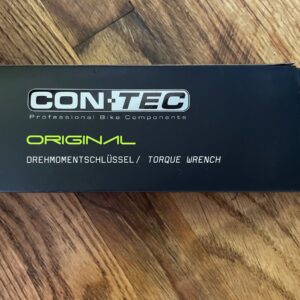 CON-TEC
Professional Bike Components
ORIGINAL
DREHMOMENTSCHLÜSSEL/ TORQUE WRENCH